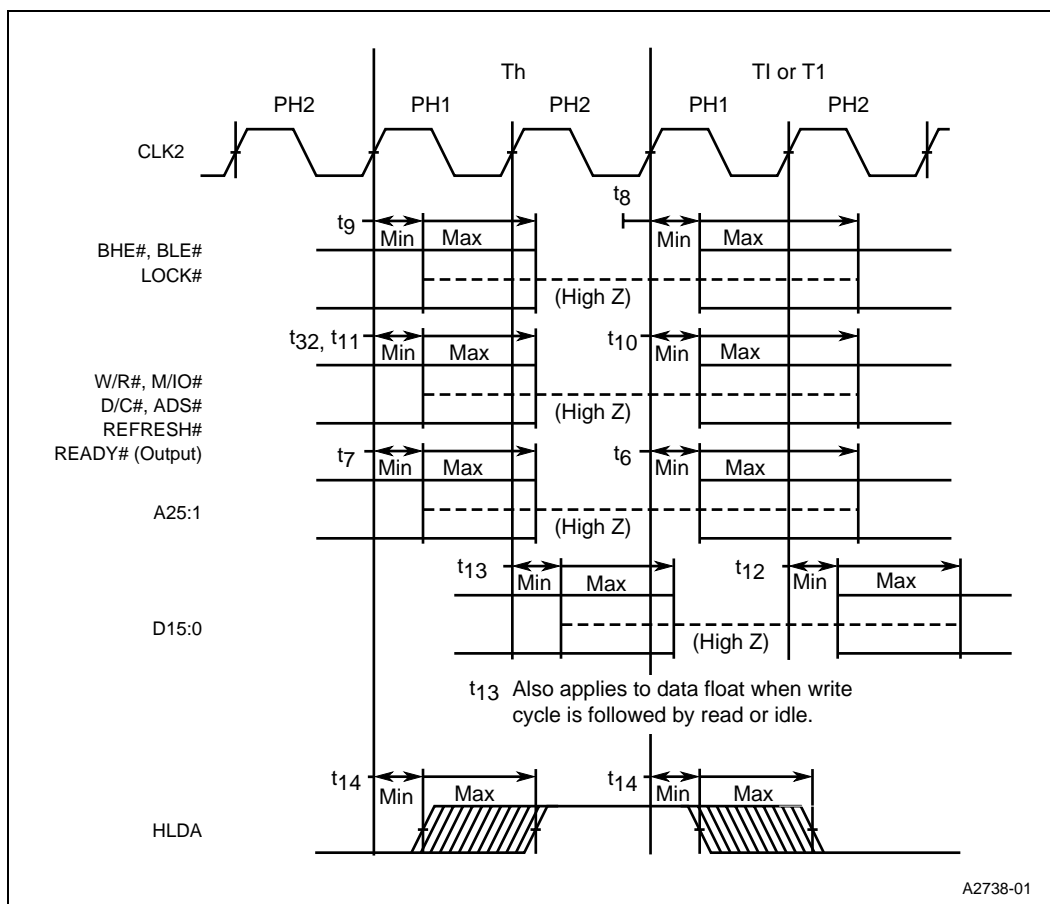 Th TI or T1
PH2 PH1 PH2 PH1 PH2
CLK2
t9 Min Max t8 Min Max
BHE#, BLE#
LOCK#
(High Z)
t32, t11 Min Max t10 Min Max
W/R#, M/IO#
D/C#, ADS#
REFRESH#
READY# (Output)
(High Z)
t7 Min Max t6 Min Max
A25:1
(High Z)
t13 Min Max t12 Min Max
D15:0
(High Z)
t13 Also applies to data float when write
cycle is followed by read or idle.
t14 Min Max t14 Min Max
HLDA
A2738-01